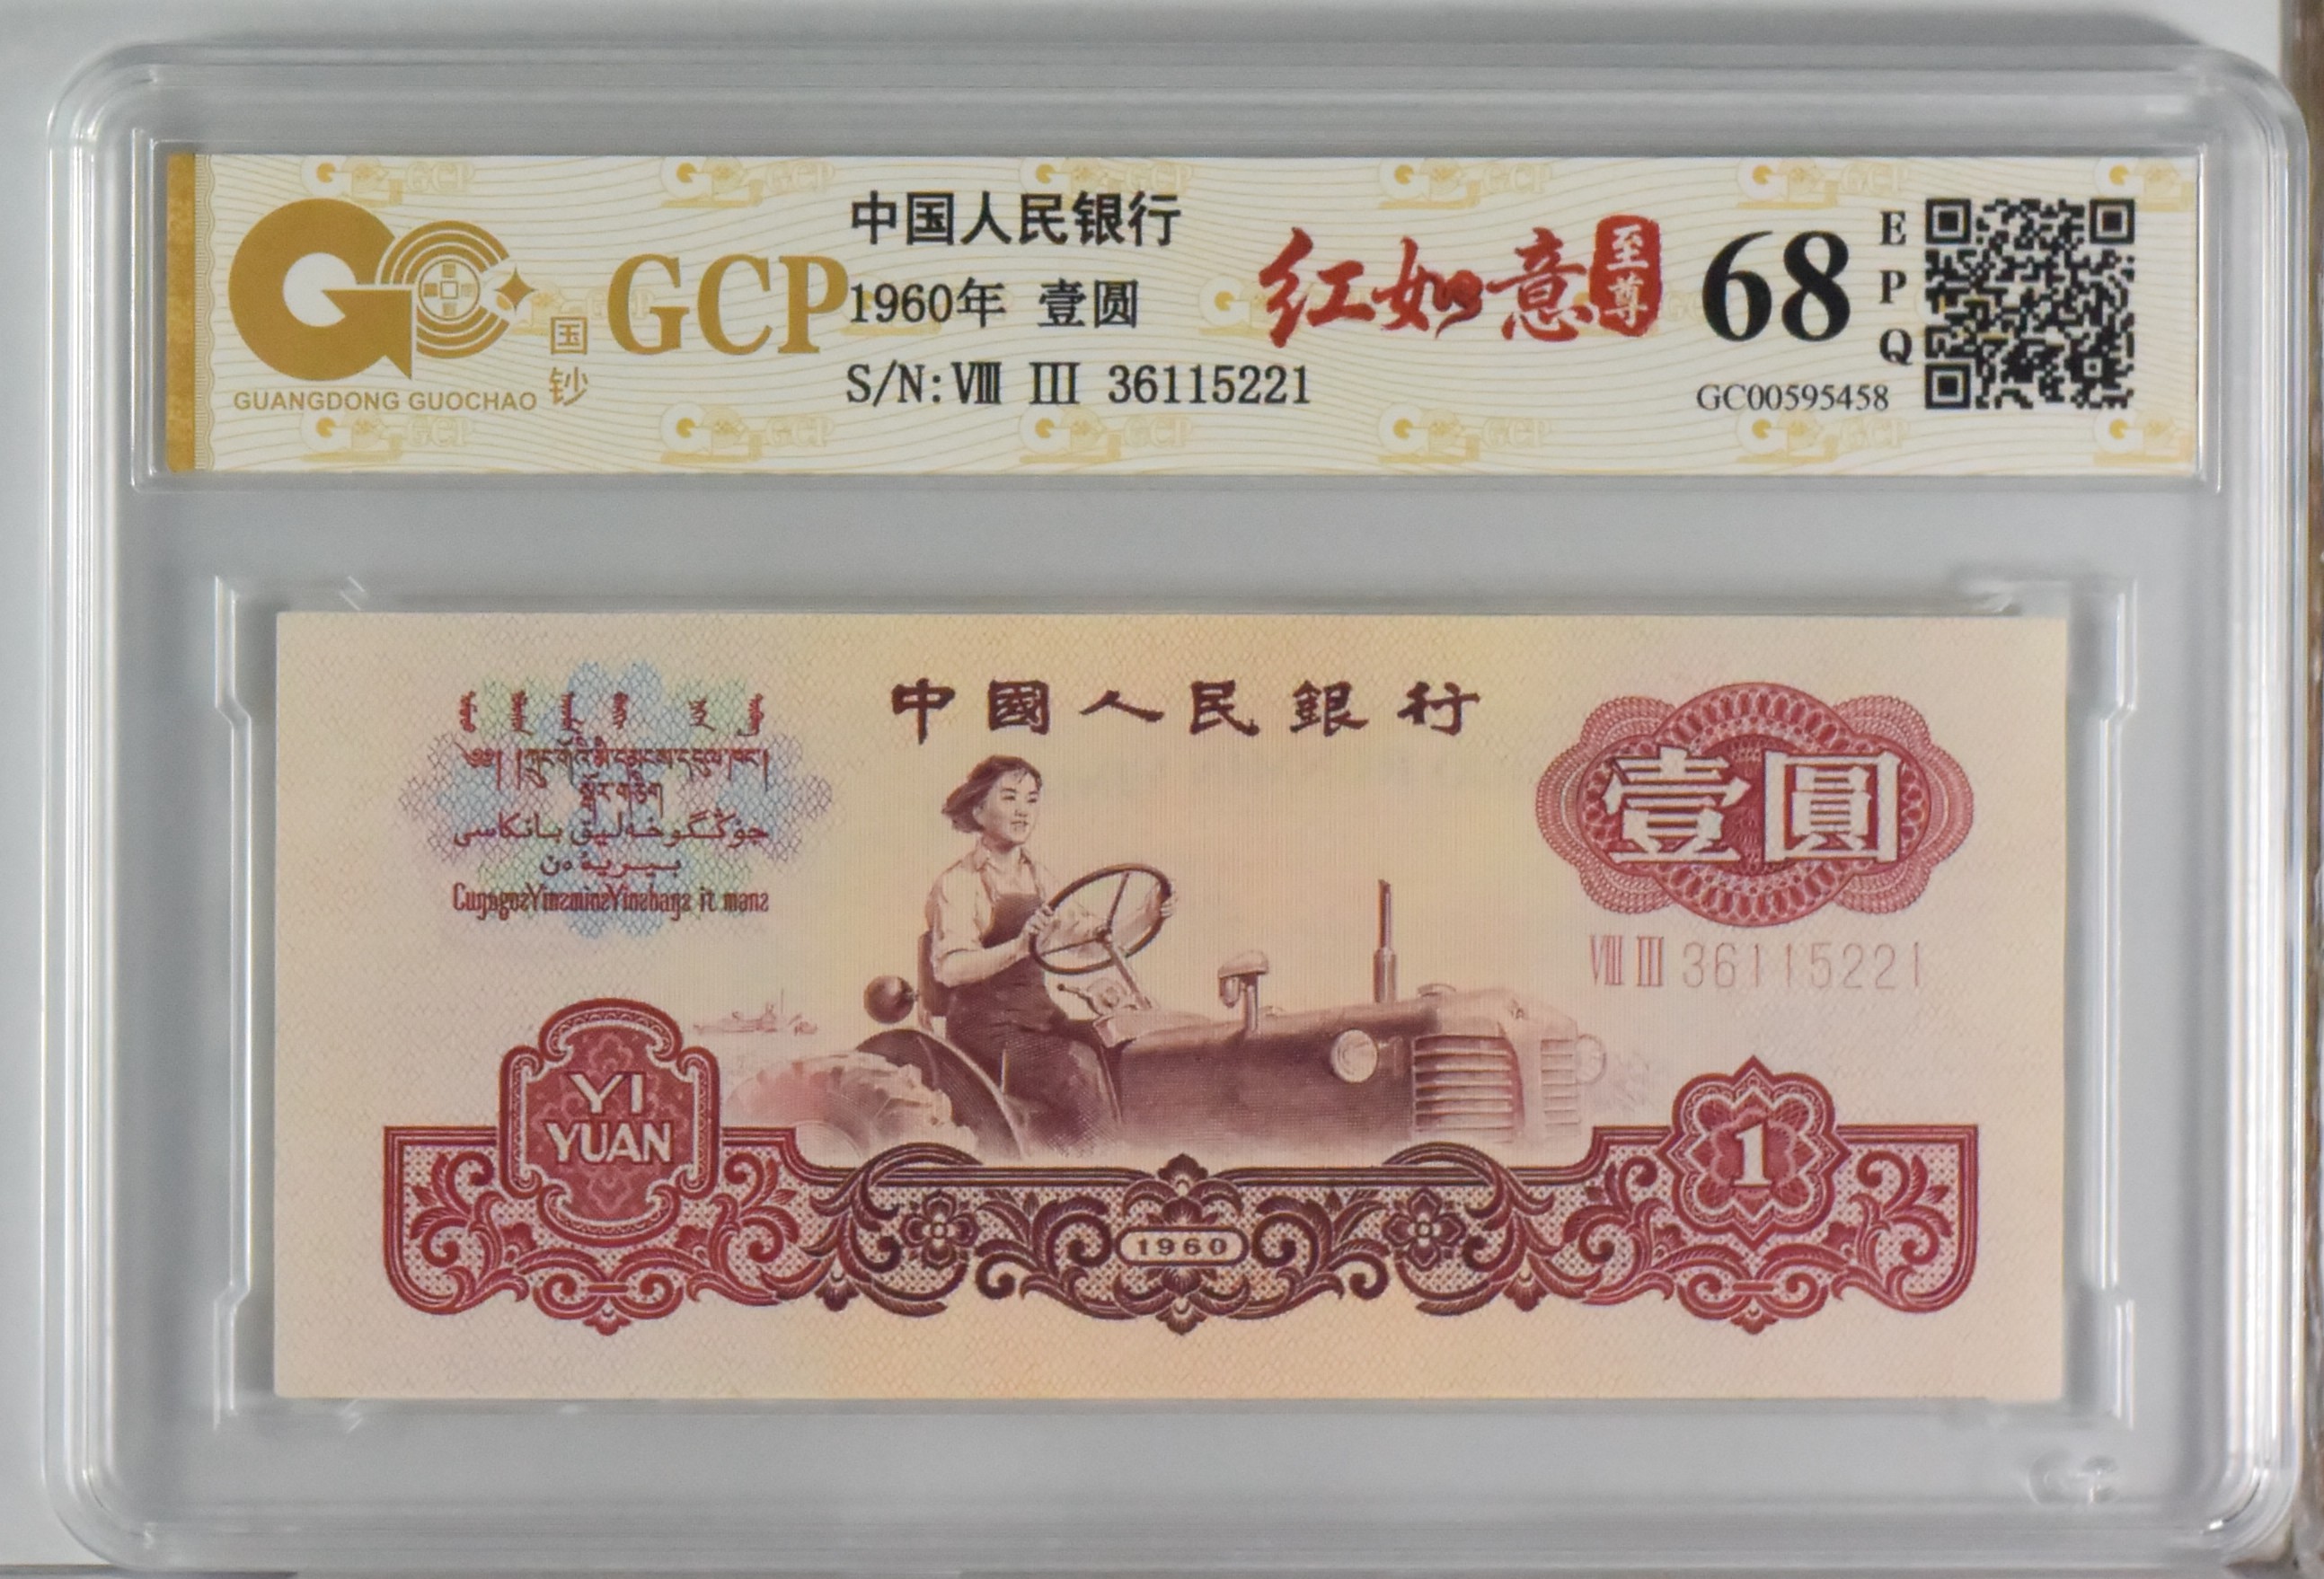 中国人民银行
1960年 壹圆
S/N:Ⅷ Ⅲ 36115221
GCP
国钞
GUANGDONG GUOCHAO
红如意
至尊
68
EPQ
GC00595458
中國人民銀行
壹圓
ⅧⅢ 36115221
YI
YUAN
1
1960